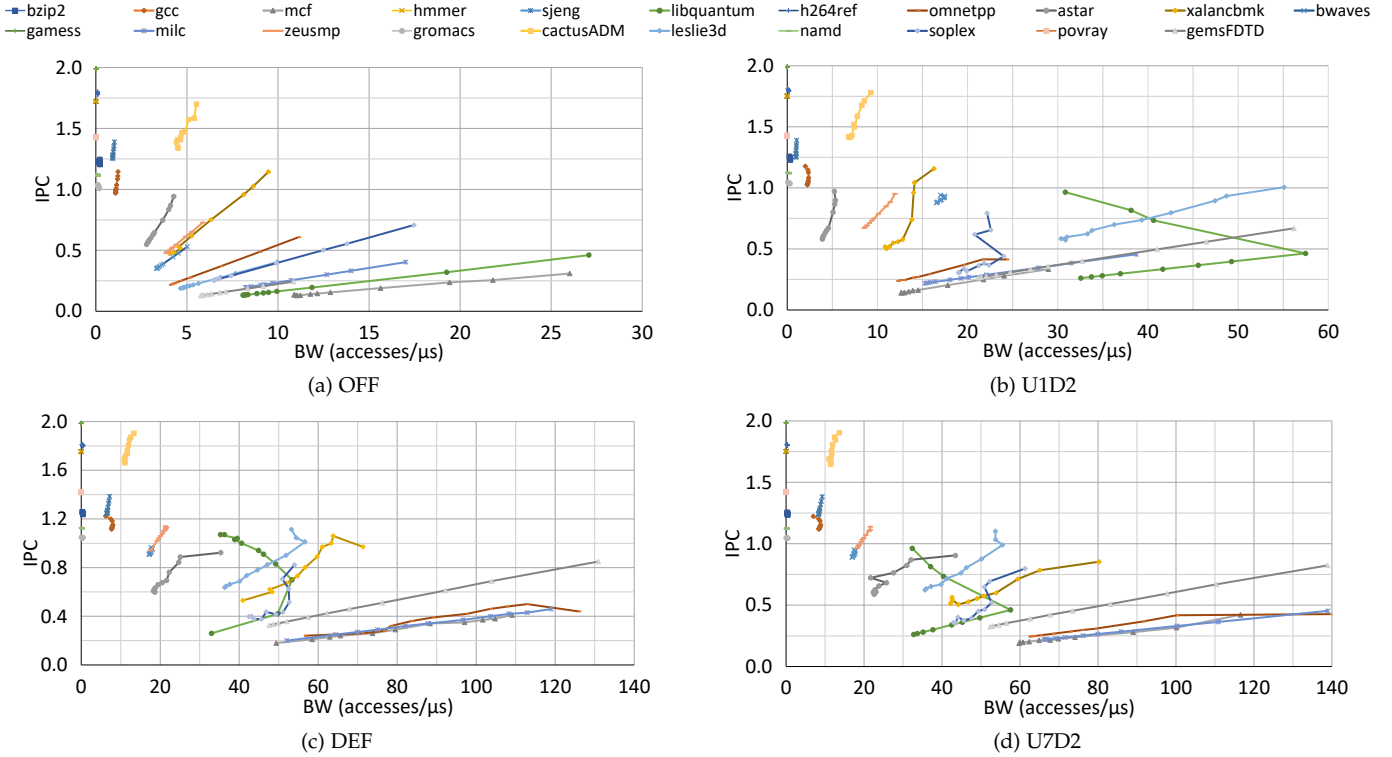 bzip2 gcc mcf hmmer sjeng libquantum h264ref omnetpp astar xalancbmk bwaves
gamess milc zeusmp gromacs cactusADM leslie3d namd soplex povray gemsFDTD
2.0
1.5
1.0
0.5
0.0
IPC
0 5 10 15 20 25 30
BW (accesses/μs)
(a) OFF
2.0
1.5
1.0
0.5
0.0
IPC
0 10 20 30 40 50 60
BW (accesses/μs)
(b) U1D2
2.0
1.6
1.2
0.8
0.4
0.0
IPC
0 20 40 60 80 100 120 140
BW (accesses/μs)
(c) DEF
2.0
1.5
1.0
0.5
0.0
IPC
0 20 40 60 80 100 120 140
BW (accesses/μs)
(d) U7D2